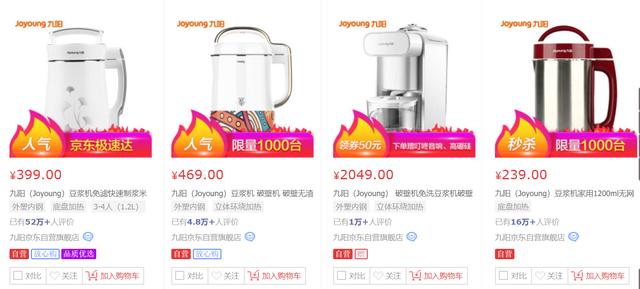 Joyoung 九阳
人气 京东极速达
¥399.00
九阳（Joyoung）豆浆机免滤快速制浆米
外塑内钢 底盘加热 3-4人（1.2L）
已有52万+人评价
九阳京东自营旗舰店
自营 放心购 品质优选
对比 关注 加入购物车
Joyoung 九阳
人气 限量1000台
¥469.00
九阳（Joyoung）豆浆机 破壁机 破壁无渣
外塑内钢 立体环绕加热
已有4.8万+人评价
九阳京东自营旗舰店
自营 放心购
对比 关注 加入购物车
Joyoung 九阳
领券50元 下单赠叮咚音响、高硼硅
¥2049.00
九阳（Joyoung） 破壁机免洗豆浆机破壁
外塑内钢 立体环绕加热
已有1万+人评价
九阳京东自营旗舰店
自营 赠
对比 关注 加入购物车
Joyoung 九阳
秒杀 限量1000台
¥239.00
九阳（Joyoung）豆浆机家用1200ml无网
底盘加热
已有16万+人评价
九阳京东自营旗舰店
自营
对比 关注 加入购物车